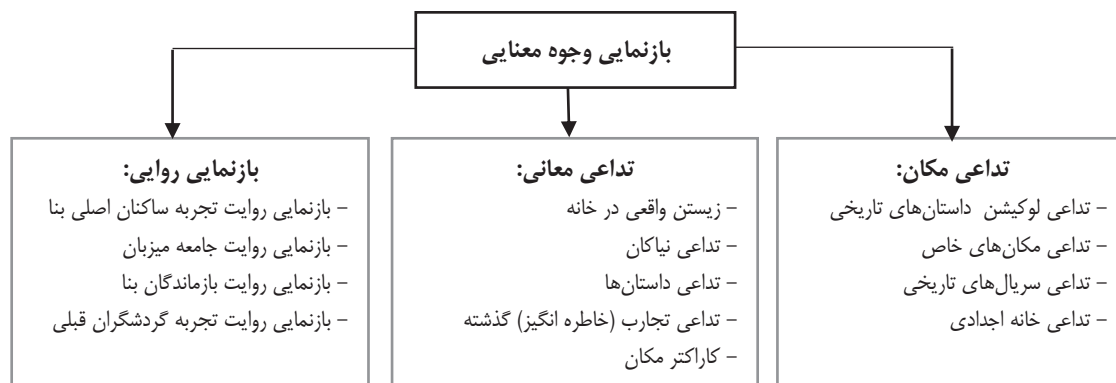 بازنمایی وجوه معنایی
تداعی مکان:
- تداعی لوکیشن داستان‌های تاریخی
- تداعی مکان‌های خاص
- تداعی سریال‌های تاریخی
- تداعی خانه اجدادی
تداعی معانی:
- زیستن واقعی در خانه
- تداعی نیاکان
- تداعی داستان‌ها
- تداعی تجارب (خاطره انگیز) گذشته
- کاراکتر مکان
بازنمایی روایی:
- بازنمایی روایت تجربه ساکنان اصلی بنا
- بازنمایی روایت جامعه میزبان
- بازنمایی روایت بازماندگان بنا
- بازنمایی روایت تجربه گردشگران قبلی